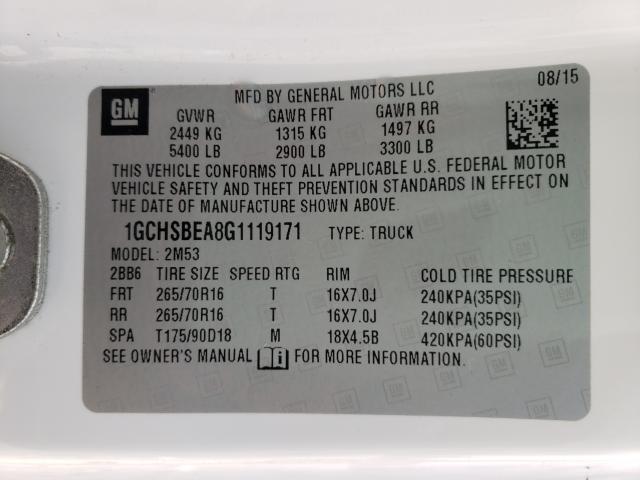 GM
MFD BY GENERAL MOTORS LLC 08/15
GVWR GAWR FRT GAWR RR
2449 KG 1315 KG 1497 KG
5400 LB 2900 LB 3300 LB
THIS VEHICLE CONFORMS TO ALL APPLICABLE U.S. FEDERAL MOTOR
VEHICLE SAFETY AND THEFT PREVENTION STANDARDS IN EFFECT ON
THE DATE OF MANUFACTURE SHOWN ABOVE.
1GCHSBEA8G1119171 TYPE: TRUCK
MODEL: 2M53
2BB6 TIRE SIZE SPEED RTG RIM COLD TIRE PRESSURE
FRT 265/70R16 T 16X7.0J 240KPA(35PSI)
RR 265/70R16 T 16X7.0J 240KPA(35PSI)
SPA T175/90D18 M 18X4.5B 420KPA(60PSI)
SEE OWNER'S MANUAL FOR MORE INFORMATION.